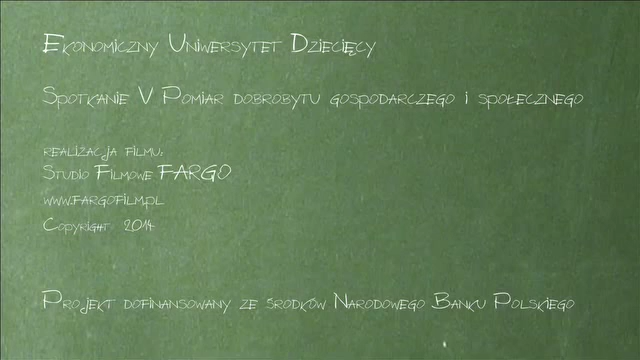 Ekonomiczny Uniwersytet Dziecięcy
Spotkanie V Pomiar dobrobytu gospodarczego i społecznego
realizacja filmu:
Studio Filmowe FARGO
www.fargofilm.pl
Copyright 2014
Projekt dofinansowany ze środków Narodowego Banku Polskiego